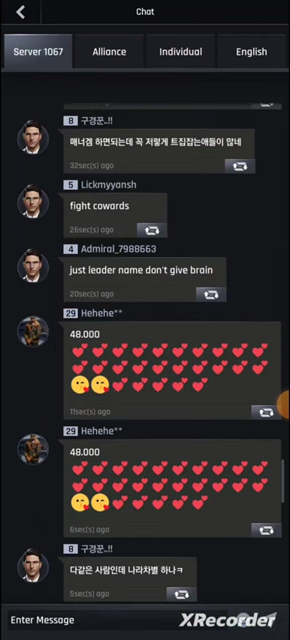 Chat
Server 1067
Alliance
Individual
English
8 구경꾼..!!
매너겜 하면되는데 꼭 저렇게 트집잡는애들이 많네
32sec(s) ago
5 Lickmyyansh
fight cowards
26sec(s) ago
4 Admiral_7988663
just leader name don't give brain
20sec(s) ago
29 Hehehe**
48.000
💕💕💕💕💕💕💕💕💕💕
💕💕💕💕💕💕💕💕💕💕
😘😘💕💕💕💕💕
11sec(s) ago
29 Hehehe**
48.000
💕💕💕💕💕💕💕💕💕💕
💕💕💕💕💕💕💕💕💕💕
😘😘💕💕💕💕💕
6sec(s) ago
8 구경꾼..!!
다같은 사람인데 나라차별 하나ㅋ
5sec(s) ago
Enter Message
XRecorder